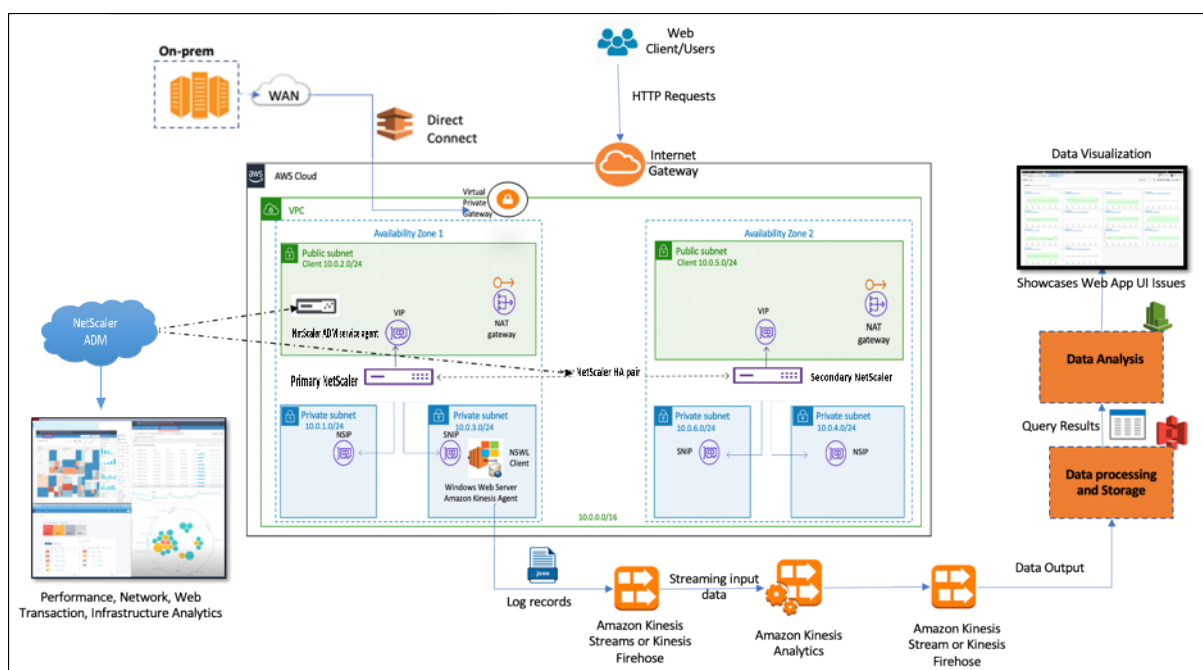 On-prem
WAN
Direct
Connect
Web
Client/Users
HTTP Requests
Internet
Gateway
aws
AWS Cloud
Virtual
Private
Gateway
VPC
Availability Zone 1
Public subnet
Client 10.0.2.0/24
NetScaler ADM service agent
VIP
NAT
gateway
Primary NetScaler
NetScaler HA pair
Private subnet
10.0.1.0/24
NSIP
Private subnet
10.0.3.0/24
SNIP
NSWL
Client
Windows Web Server
Amazon Kinesis Agent
Availability Zone 2
Public subnet
Client 10.0.5.0/24
VIP
NAT
gateway
Secondary NetScaler
Private subnet
10.0.6.0/24
SNIP
Private subnet
10.0.4.0/24
NSIP
10.0.0.0/16
NetScaler
ADM
Performance, Network, Web
Transaction, Infrastructure Analytics
json
Log records
Amazon Kinesis
Streams or Kinesis
Firehose
Streaming input
data
Amazon Kinesis
Analytics
Amazon Kinesis
Stream or Kinesis
Firehose
Data Output
Data processing
and Storage
Query Results
Data Analysis
Showcases Web App UI Issues
Data Visualization